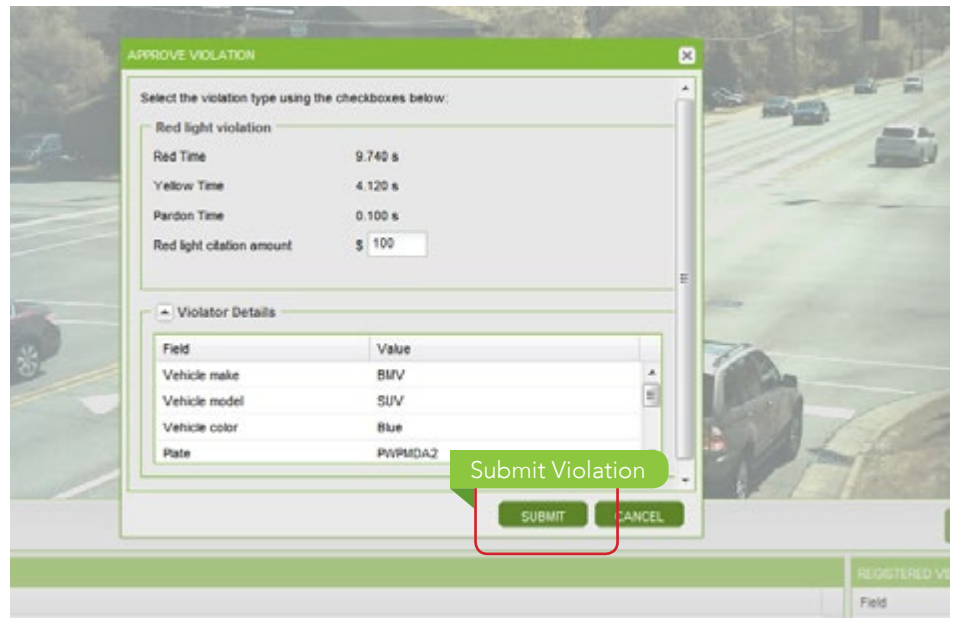 APPROVE VIOLATION
Select the violation type using the checkboxes below:
Red light violation
Red Time 9.740 s
Yellow Time 4.120 s
Pardon Time 0.100 s
Red light citation amount $ 100
Violator Details
Field Value
Vehicle make BMV
Vehicle model SUV
Vehicle color Blue
Plate PWPMDA2
Submit Violation
SUBMIT CANCEL
REGISTERED
Field